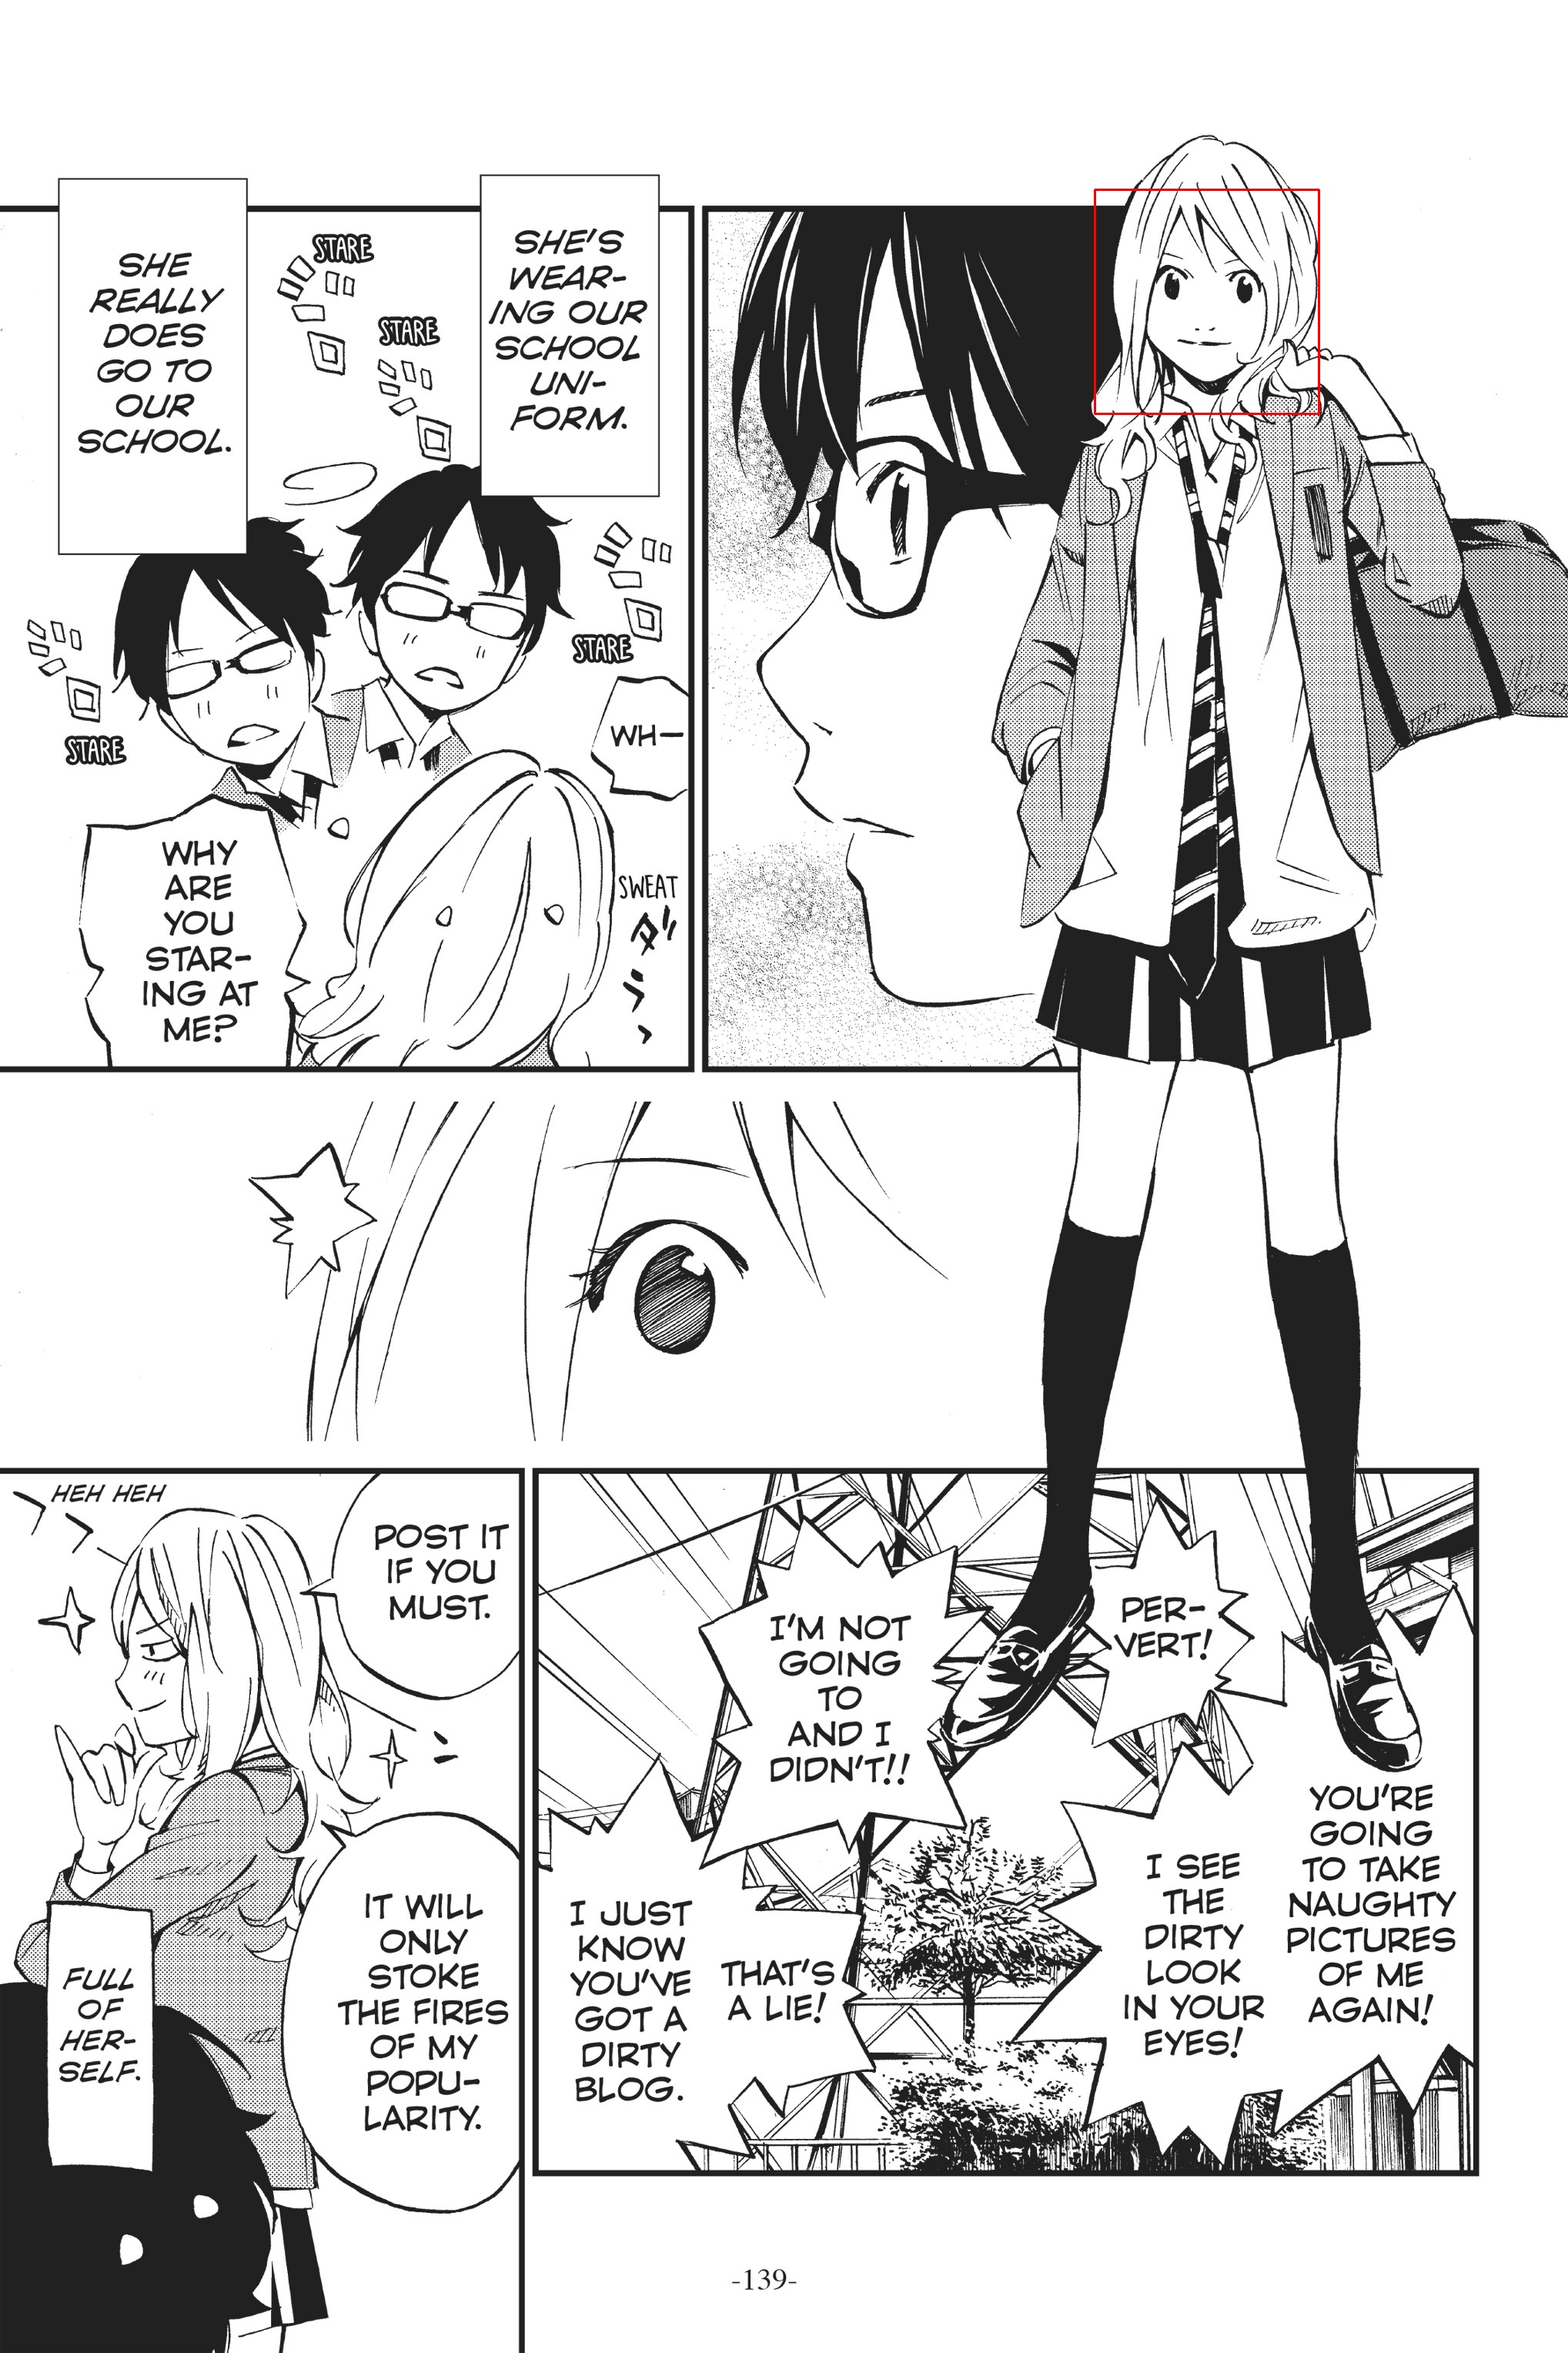 SHE'S
WEAR-
ING OUR
SCHOOL
UNI-
FORM.
STARE
STARE
SHE
REALLY
DOES
GO TO
OUR
SCHOOL.
STARE
STARE
WH—
SWEAT
ダラ、
WHY
ARE
YOU
STAR-
ING AT
ME?
YOU'RE
GOING
TO TAKE
NAUGHTY
PICTURES
OF ME
AGAIN!
PER-
VERT!
I SEE
THE
DIRTY
LOOK
IN YOUR
EYES!
I'M NOT
GOING
TO
AND I
DIDN'T!!
THAT'S
A LIE!
I JUST
KNOW
YOU'VE
GOT A
DIRTY
BLOG.
POST IT
IF YOU
MUST.
HEH HEH
IT WILL
ONLY
STOKE
THE FIRES
OF MY
POPU-
LARITY.
FULL
OF
HER-
SELF.
-139-